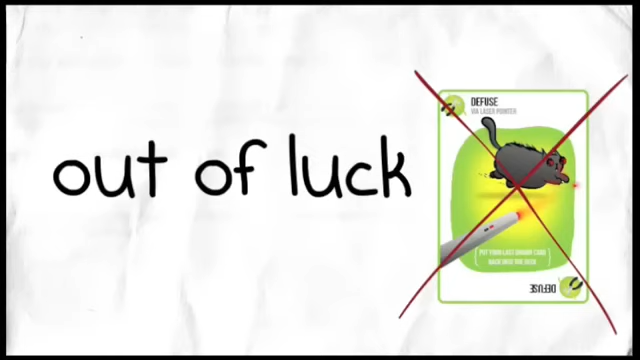 out of luck
DEFUSE
VIA LASER POINTER
PUT YOUR LAST DRAWN CARD
BACK INTO THE DECK
DEFUSE